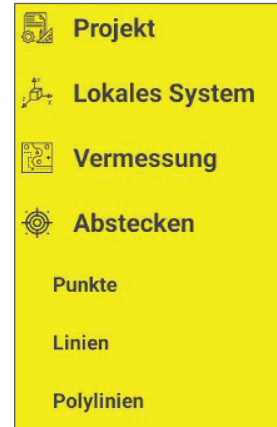 Projekt
Lokales System
Vermessung
Abstecken
Punkte
Linien
Polylinien